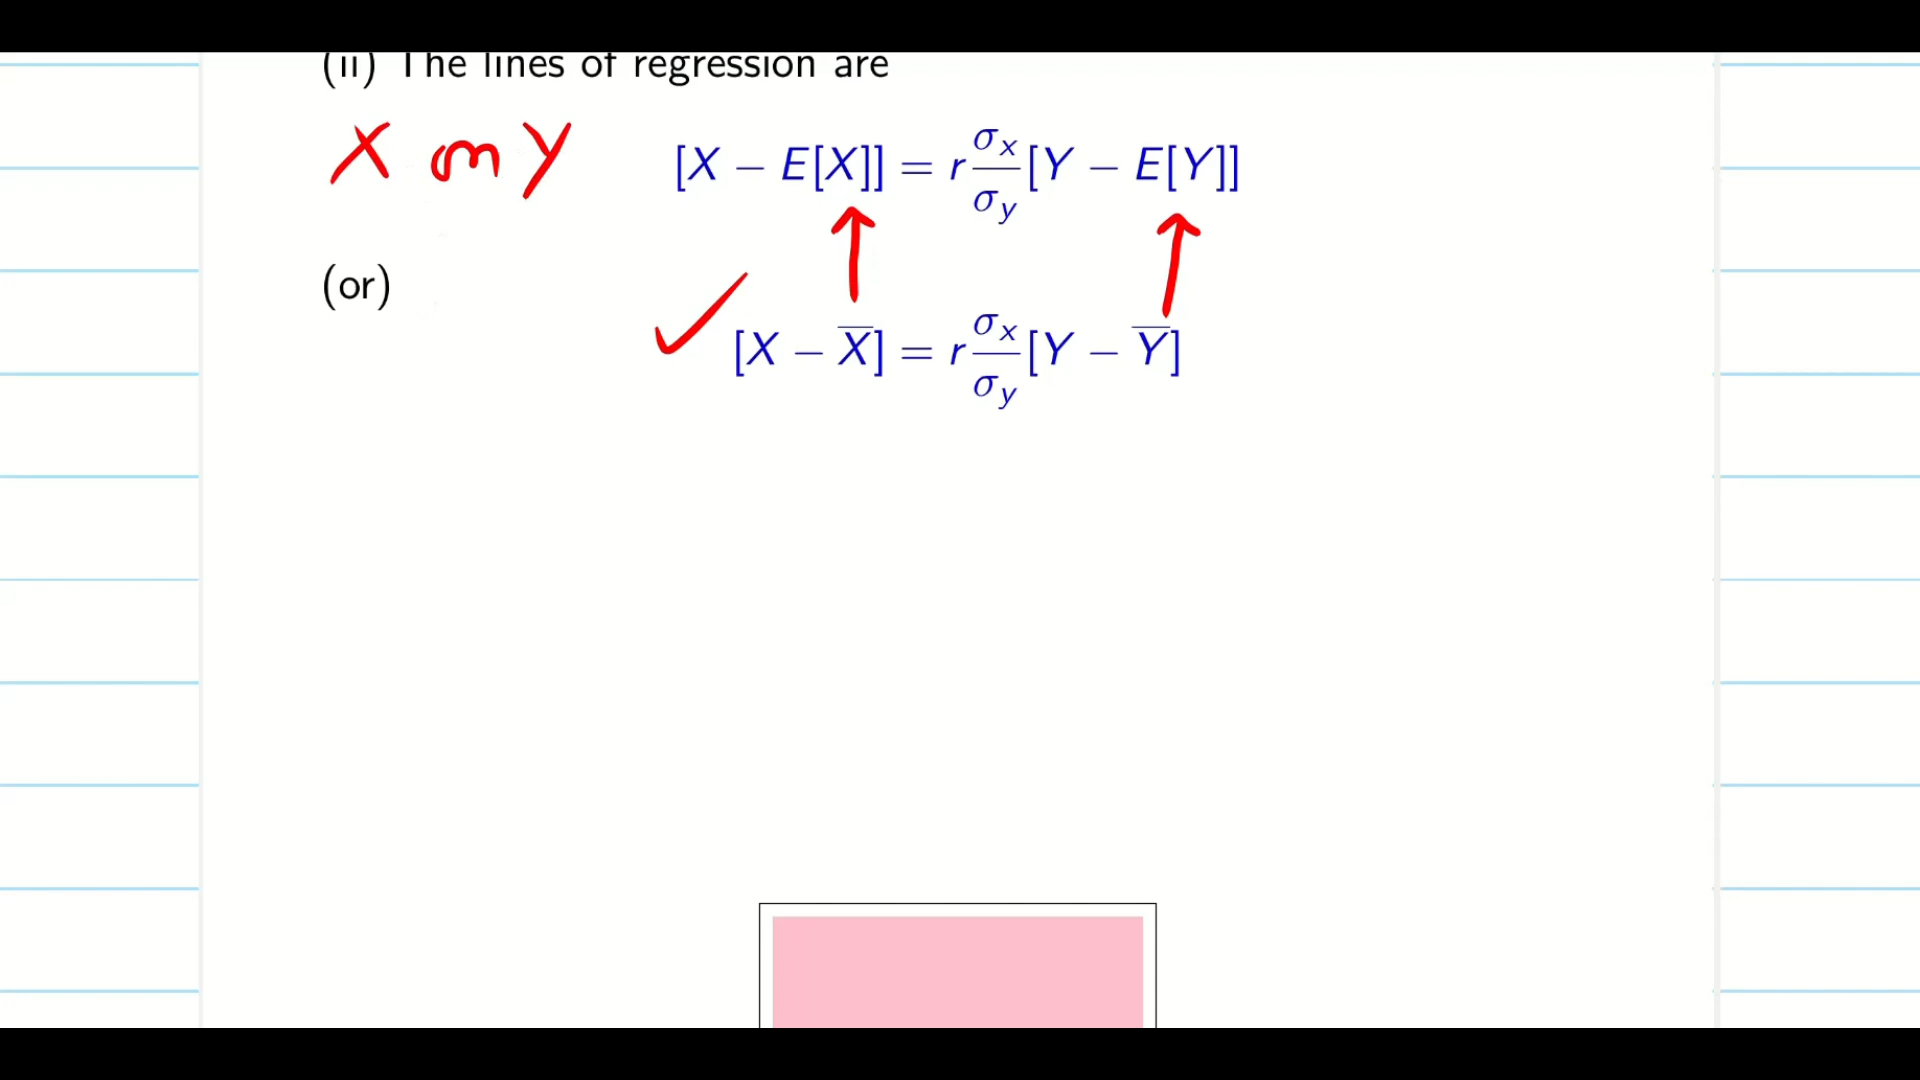 (ii) The lines of regression are
X on Y [X − E[X]] = r σx/σy [Y − E[Y]]
(or)
[X − X̅] = r σx/σy [Y − Y̅]